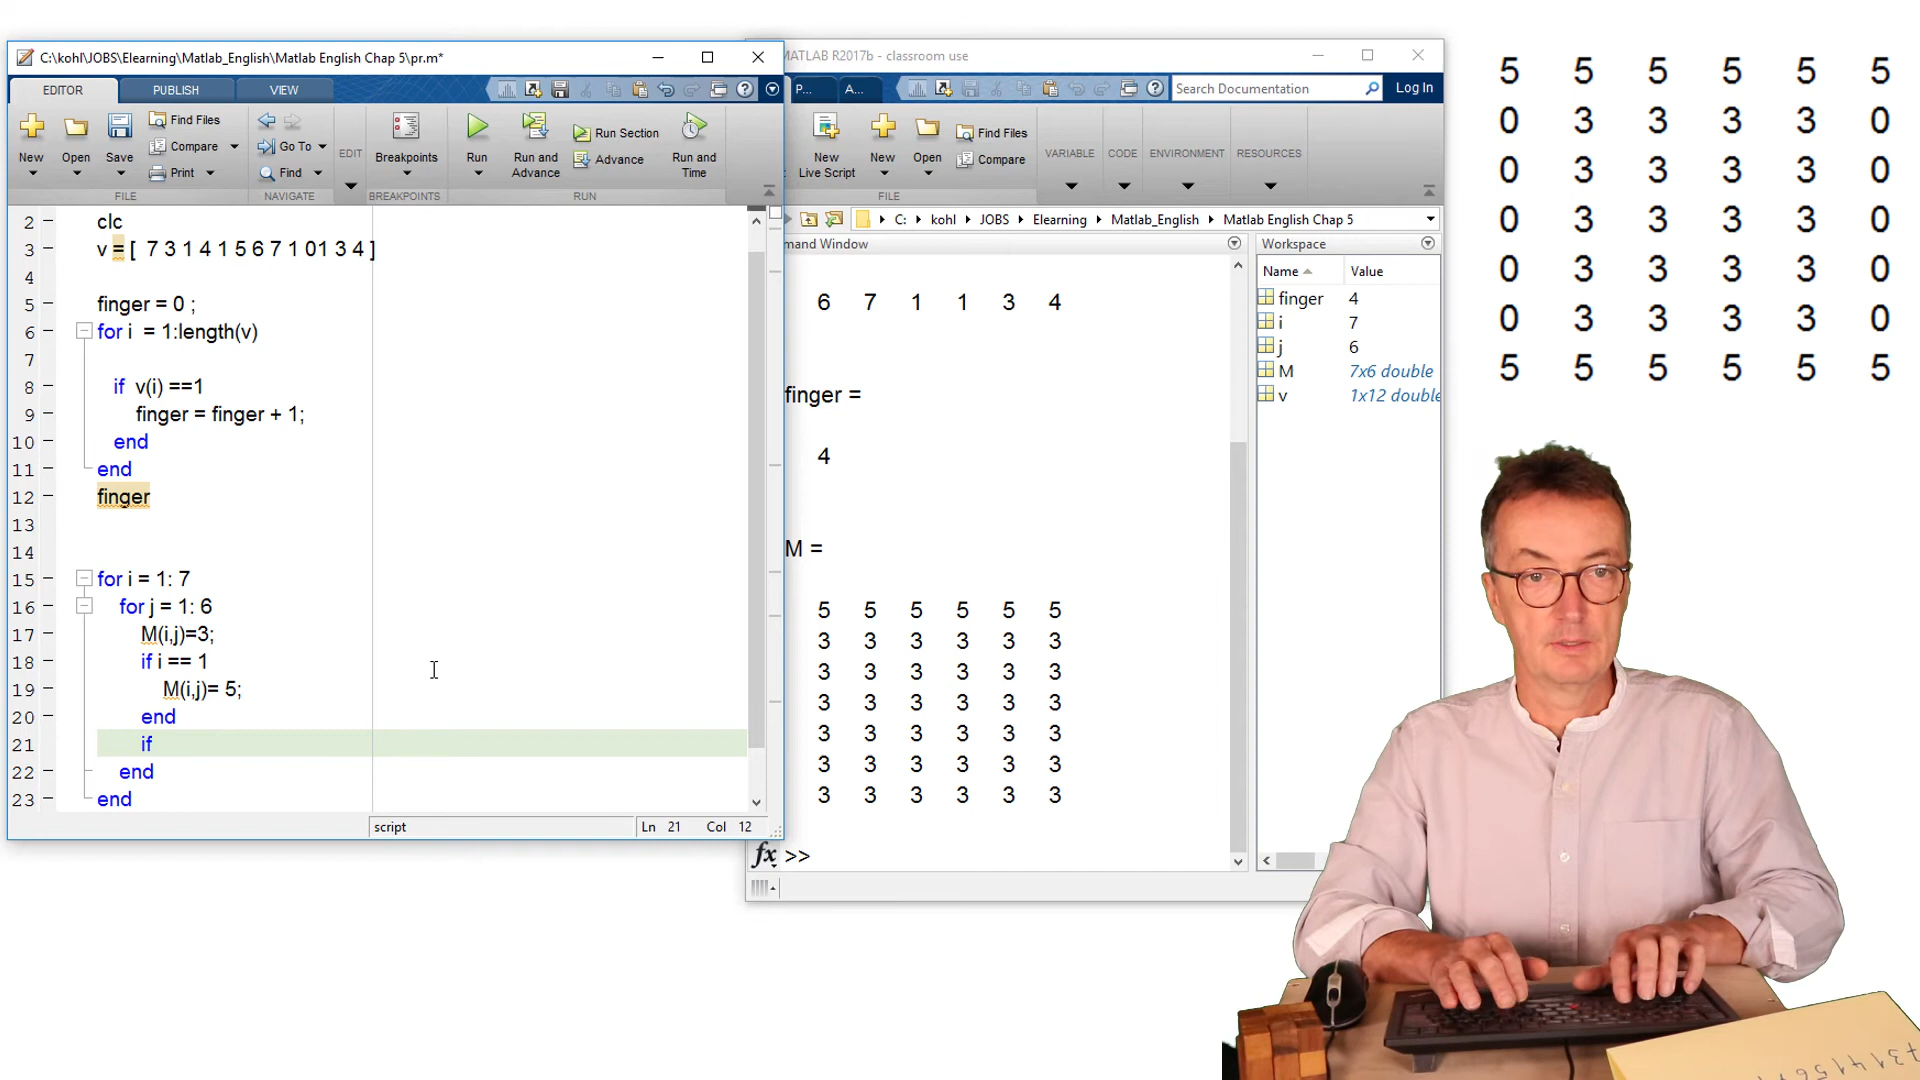 C:\kohl\JOBS\Elearning\Matlab_English\Matlab English Chap 5\pr.m*
EDITOR PUBLISH VIEW
New Open Save
Find Files
Compare
Print
Go To
Find
EDIT
Breakpoints
Run
Run and Advance
Run Section
Advance
Run and Time
FILE NAVIGATE BREAKPOINTS RUN
2 clc
3 v = [ 7 3 1 4 1 5 6 7 1 01 3 4 ]
4
5 finger = 0 ;
6 for i = 1:length(v)
7
8 if v(i) ==1
9 finger = finger + 1;
10 end
11 end
12 finger
13
14
15 for i = 1: 7
16 for j = 1: 6
17 M(i,j)=3;
18 if i == 1
19 M(i,j)= 5;
20 end
21 if
22 end
23 end
script Ln 21 Col 12
MATLAB R2017b - classroom use
P... A...
Search Documentation
Log In
New Live Script
New
Open
Find Files
Compare
VARIABLE CODE ENVIRONMENT RESOURCES
FILE
C: kohl JOBS Elearning Matlab_English Matlab English Chap 5
mand Window
6 7 1 1 3 4
finger =
4
M =
5 5 5 5 5 5
3 3 3 3 3 3
3 3 3 3 3 3
3 3 3 3 3 3
3 3 3 3 3 3
3 3 3 3 3 3
3 3 3 3 3 3
fx >>
Workspace
Name Value
finger 4
i 7
j 6
M 7x6 double
v 1x12 double
5 5 5 5 5 5
0 3 3 3 3 0
0 3 3 3 3 0
0 3 3 3 3 0
0 3 3 3 3 0
0 3 3 3 3 0
5 5 5 5 5 5